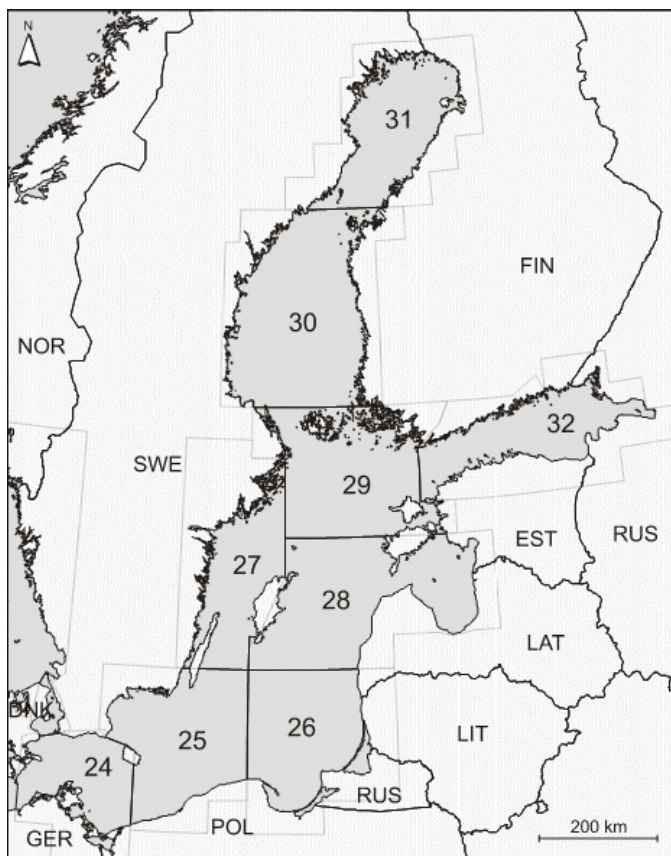 N
31
FIN
30
NOR
32
SWE
29
EST
RUS
27
28
LAT
DNK
25
26
LIT
24
RUS
GER
POL
200 km